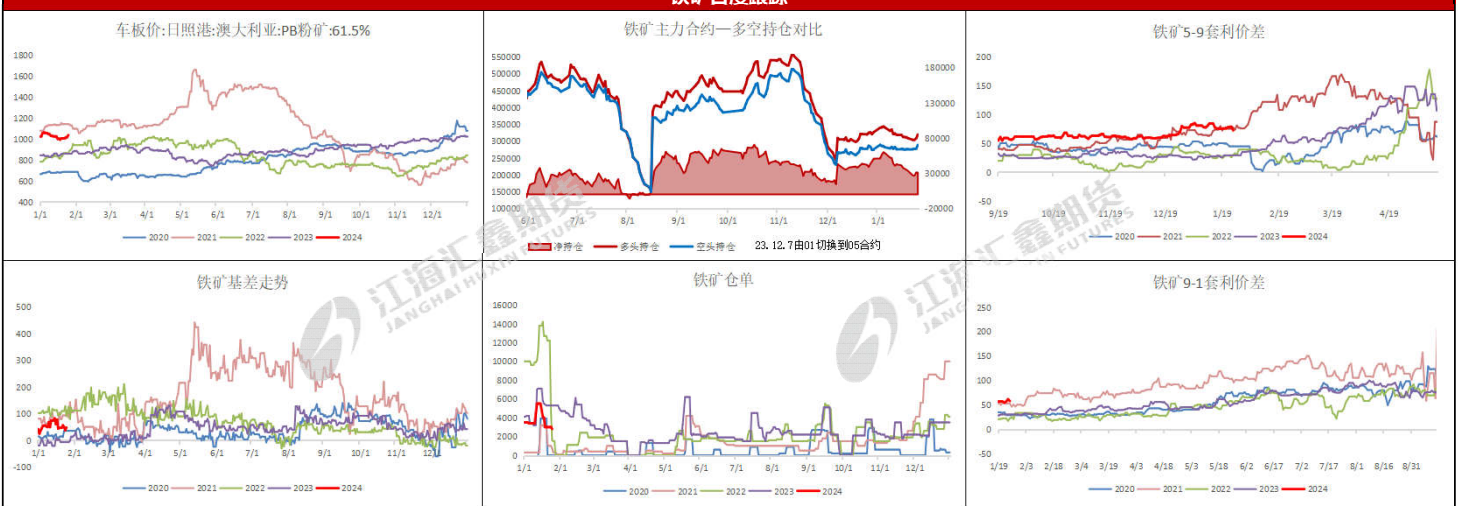 车板价:日照港:澳大利亚:PB粉矿:61.5%
1800
1600
1400
1200
1000
800
600
400
1/1 2/1 3/1 4/1 5/1 6/1 7/1 8/1 9/1 10/1 11/1 12/1
2020 2021 2022 2023 2024
铁矿主力合约—多空持仓对比
550000
500000
450000
400000
350000
300000
250000
200000
150000
100000
180000
130000
80000
30000
-20000
6/1 7/1 8/1 9/1 10/1 11/1 12/1 1/1
净持仓 多头持仓 空头持仓 23.12.7由01切换到05合约
铁矿5-9套利价差
200
150
100
50
0
-50
9/19 10/19 11/19 12/19 1/19 2/19 3/19 4/19
2020 2021 2022 2023 2024
铁矿基差走势
500
400
300
200
100
0
-100
1/1 2/1 3/1 4/1 5/1 6/1 7/1 8/1 9/1 10/1 11/1 12/1
2020 2021 2022 2023 2024
铁矿仓单
16000
14000
12000
10000
8000
6000
4000
2000
0
1/1 2/1 3/1 4/1 5/1 6/1 7/1 8/1 9/1 10/1 11/1 12/1
2020 2021 2022 2023 2024
铁矿9-1套利价差
250
200
150
100
50
0
-50
1/19 2/3 2/18 3/4 3/19 4/3 4/18 5/3 5/18 6/2 6/17 7/2 7/17 8/1 8/16 8/31
2020 2021 2022 2023 2024
江海汇鑫期货
JIANGHAI HUIXIN FUTURES